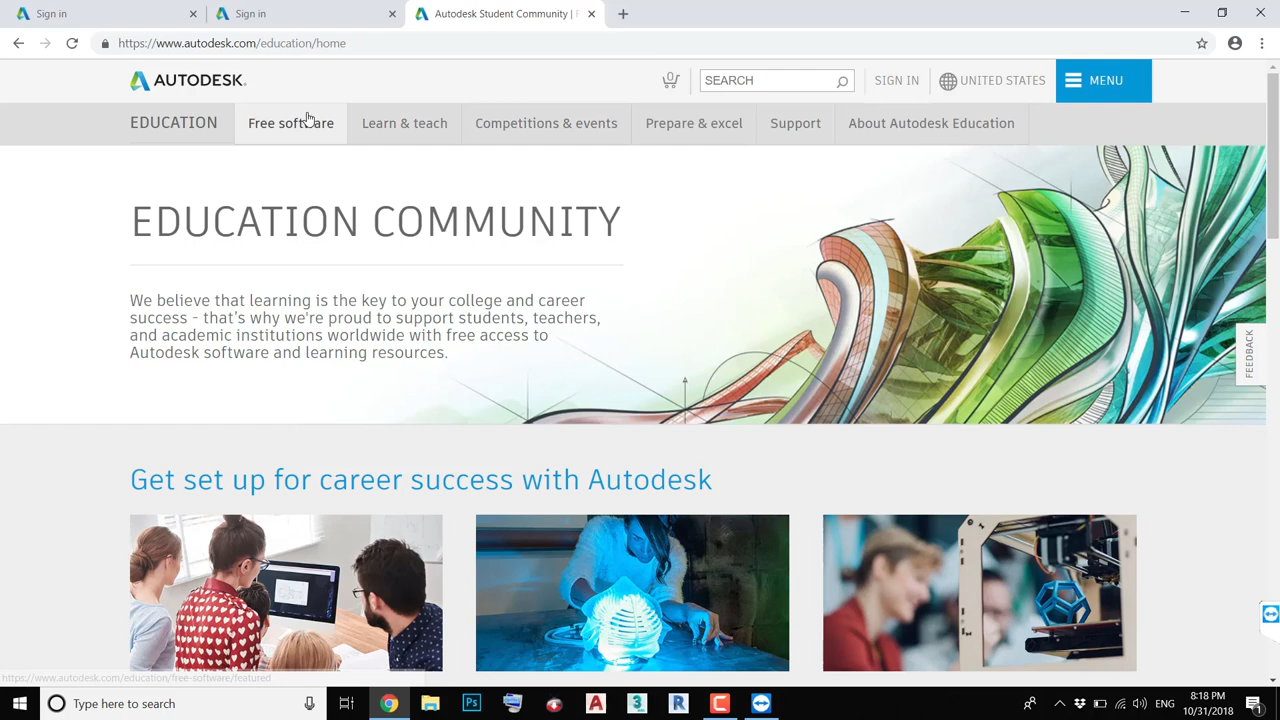 Sign in
Sign in
Autodesk Student Community |
https://www.autodesk.com/education/home
AUTODESK.
0
SEARCH
SIGN IN
UNITED STATES
MENU
EDUCATION
Free software
Learn & teach
Competitions & events
Prepare & excel
Support
About Autodesk Education
EDUCATION COMMUNITY
We believe that learning is the key to your college and career
success - that's why we're proud to support students, teachers,
and academic institutions worldwide with free access to
Autodesk software and learning resources.
FEEDBACK
Get set up for career success with Autodesk
https://www.autodesk.com/education/free-software/featured
Type here to search
Ps
A
3
R
ENG
8:18 PM
10/31/2018
1